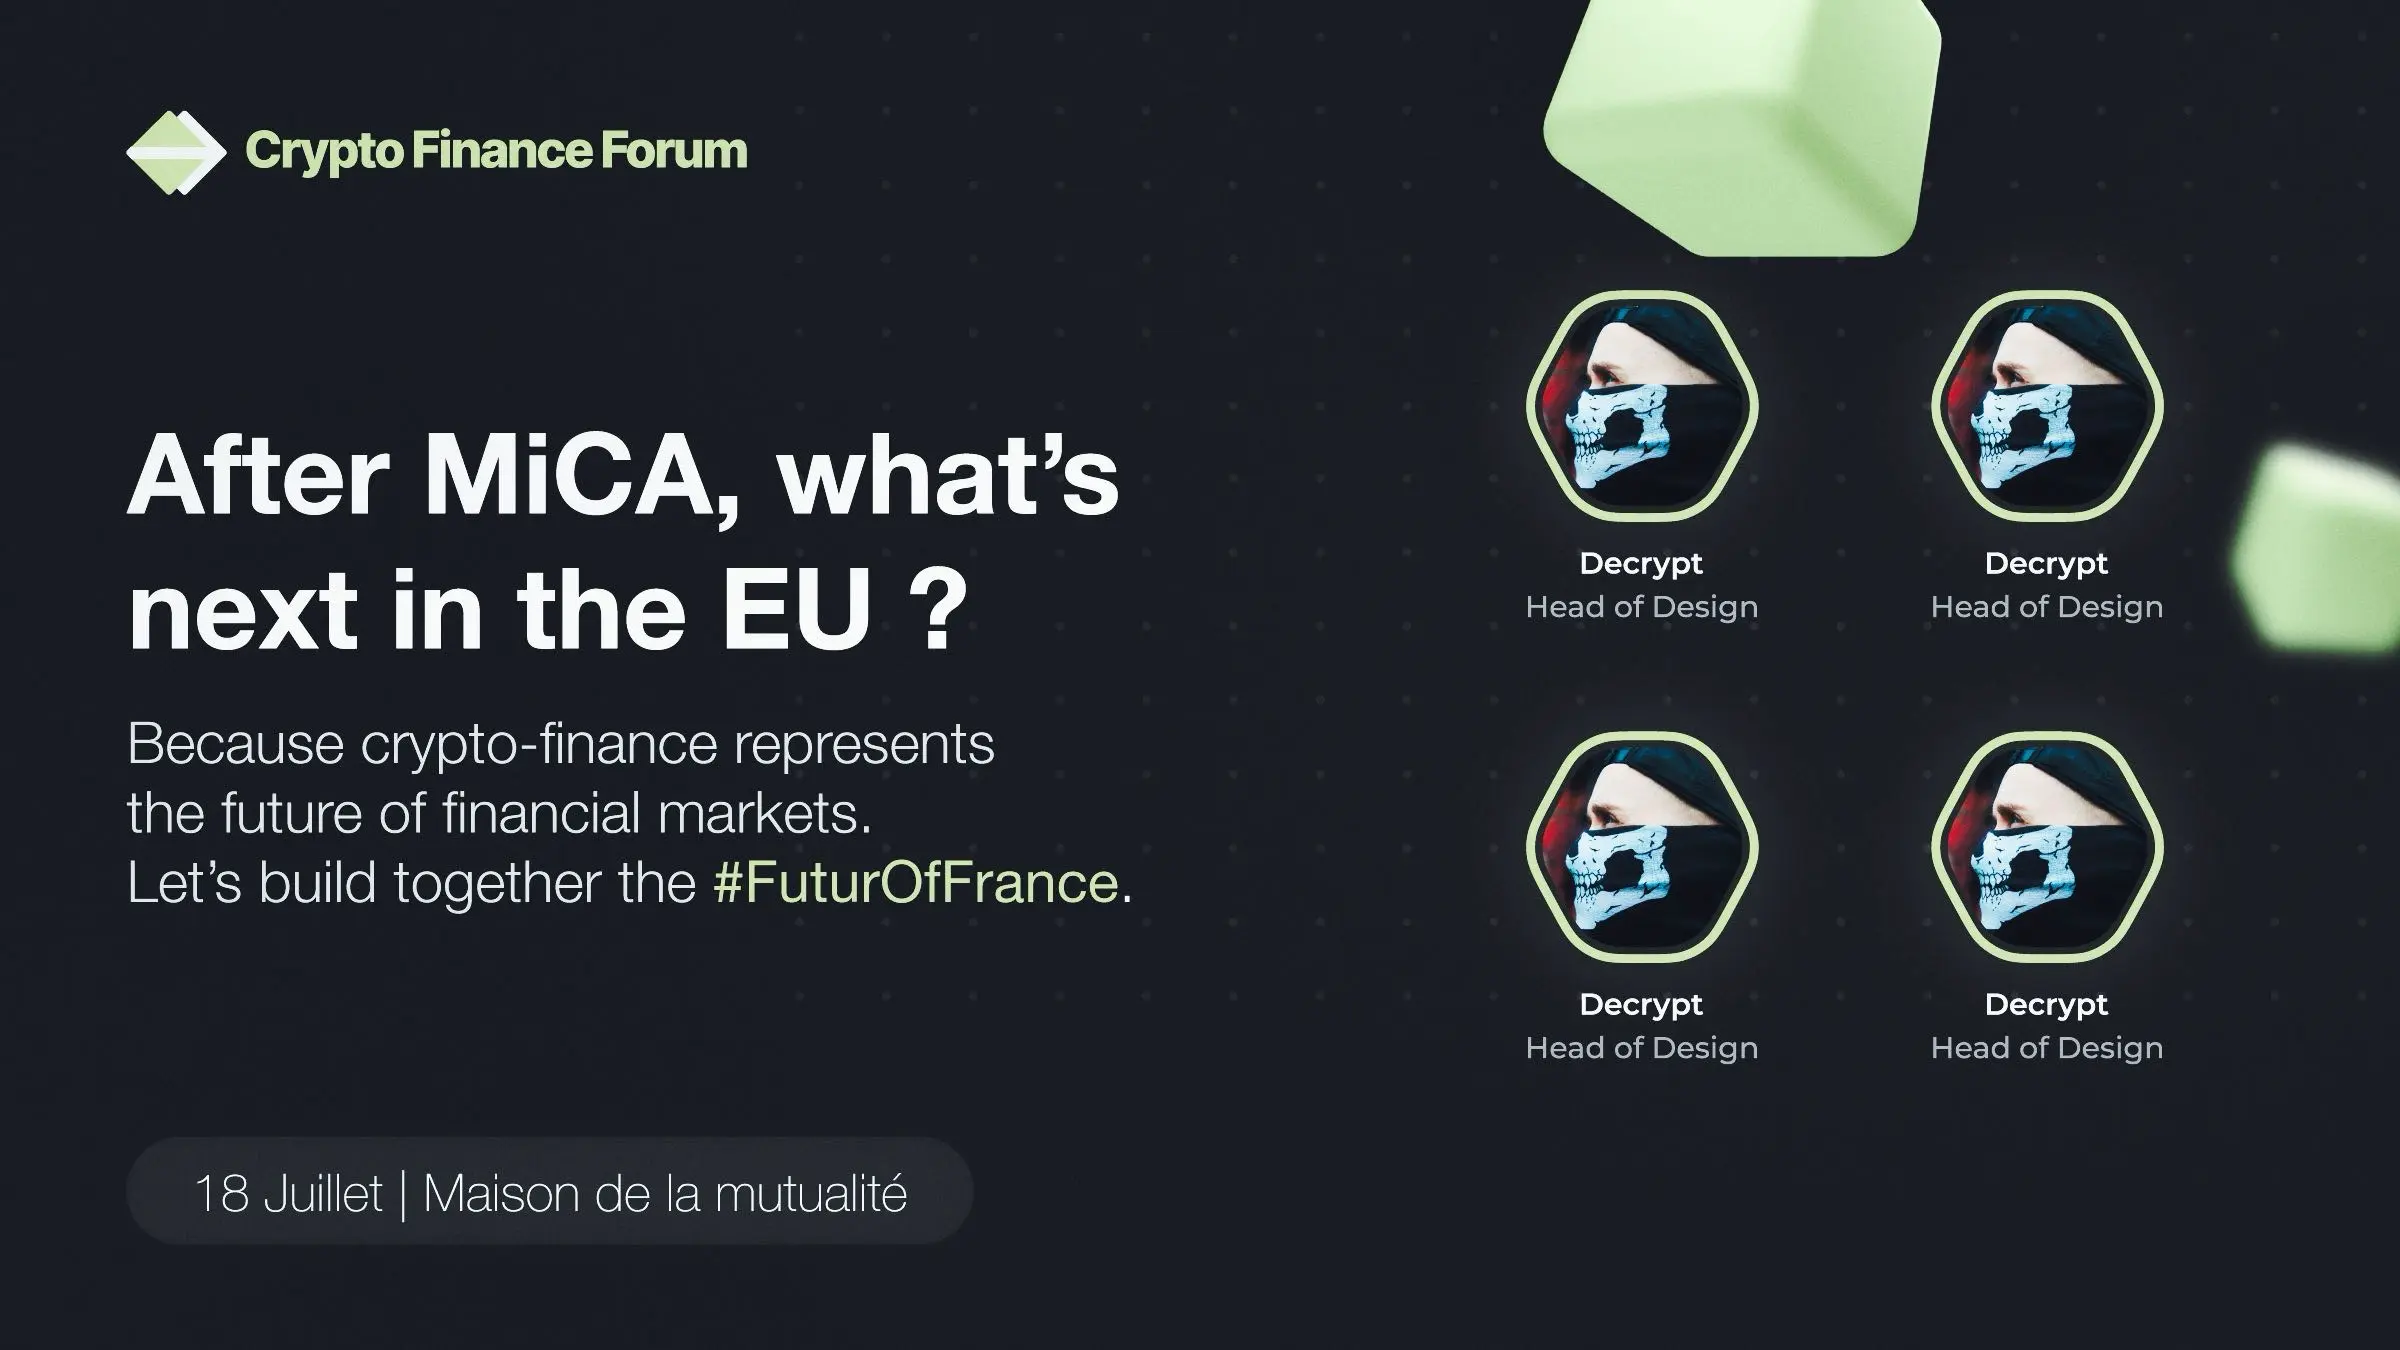 Crypto Finance Forum
After MiCA, what’s
next in the EU ?
Because crypto-finance represents
the future of financial markets.
Let’s build together the #FuturOfFrance.
18 Juillet | Maison de la mutualité
Decrypt
Head of Design
Decrypt
Head of Design
Decrypt
Head of Design
Decrypt
Head of Design